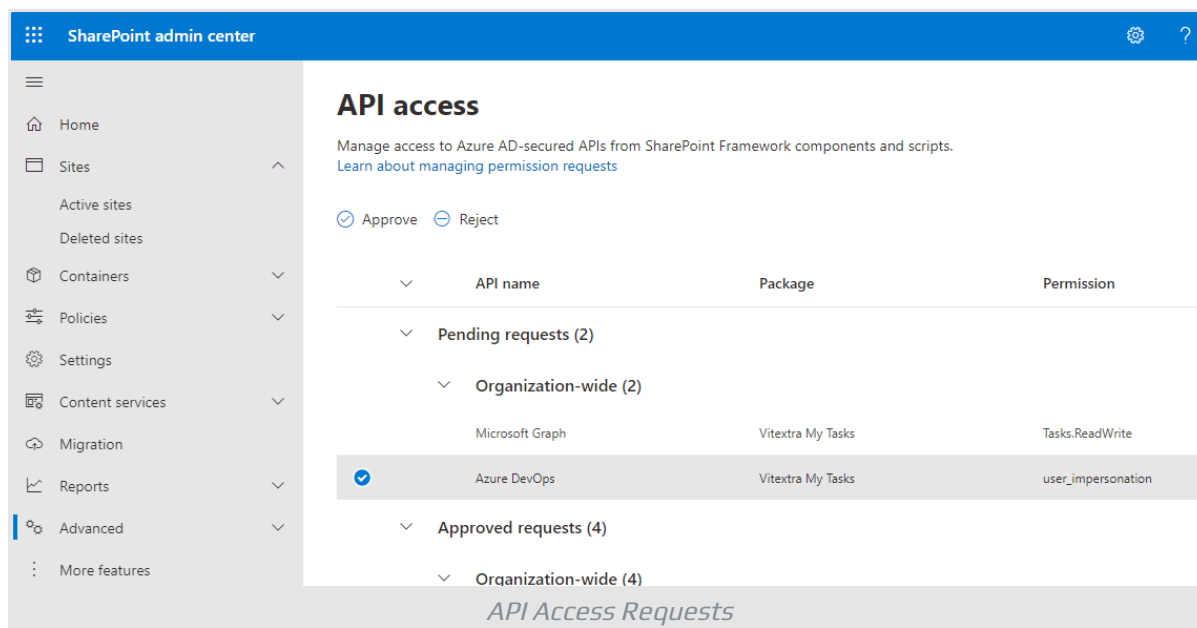 SharePoint admin center
?
Home
Sites
Active sites
Deleted sites
Containers
Policies
Settings
Content services
Migration
Reports
Advanced
More features
API access
Manage access to Azure AD-secured APIs from SharePoint Framework components and scripts.
Learn about managing permission requests
Approve Reject
API name Package Permission
Pending requests (2)
Organization-wide (2)
Microsoft Graph Vitextra My Tasks Tasks.ReadWrite
Azure DevOps Vitextra My Tasks user_impersonation
Approved requests (4)
Organization-wide (4)
API Access Requests